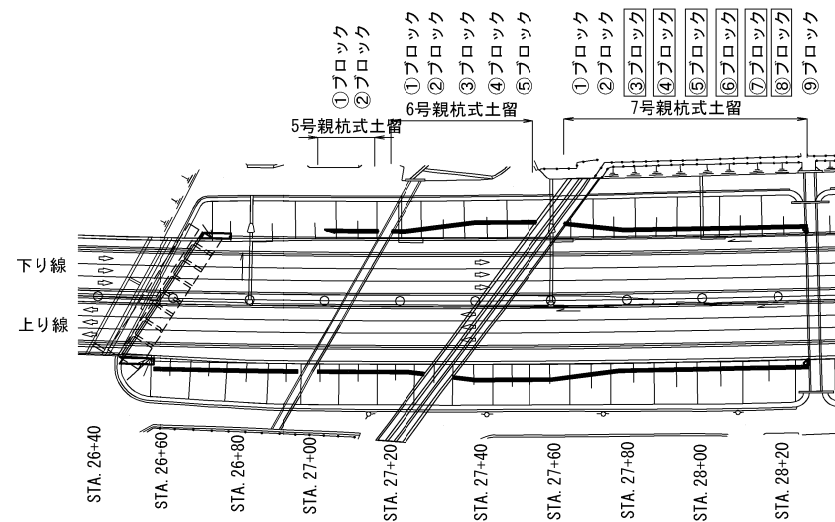 ①ブロック
②ブロック
①ブロック
②ブロック
③ブロック
④ブロック
⑤ブロック
①ブロック
②ブロック
③ブロック
④ブロック
⑤ブロック
⑥ブロック
⑦ブロック
⑧ブロック
⑨ブロック
5号親杭式土留
6号親杭式土留
7号親杭式土留
下り線
上り線
STA. 26+40
STA. 26+60
STA. 26+80
STA. 27+00
STA. 27+20
STA. 27+40
STA. 27+60
STA. 27+80
STA. 28+00
STA. 28+20